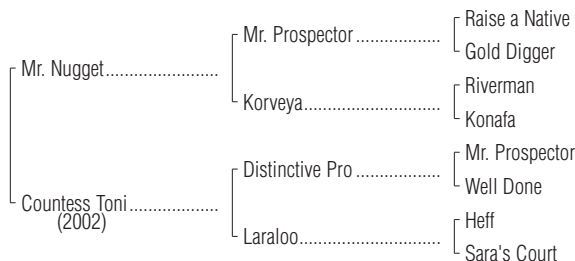 Raise a Native
Mr. Prospector....................
Gold Digger
Mr. Nugget..........................
Riverman
Korveya................................
Konafa
Mr. Prospector
Distinctive Pro ....................
Well Done
Countess Toni ....................
(2002)
Heff
Laraloo.................................
Sara's Court